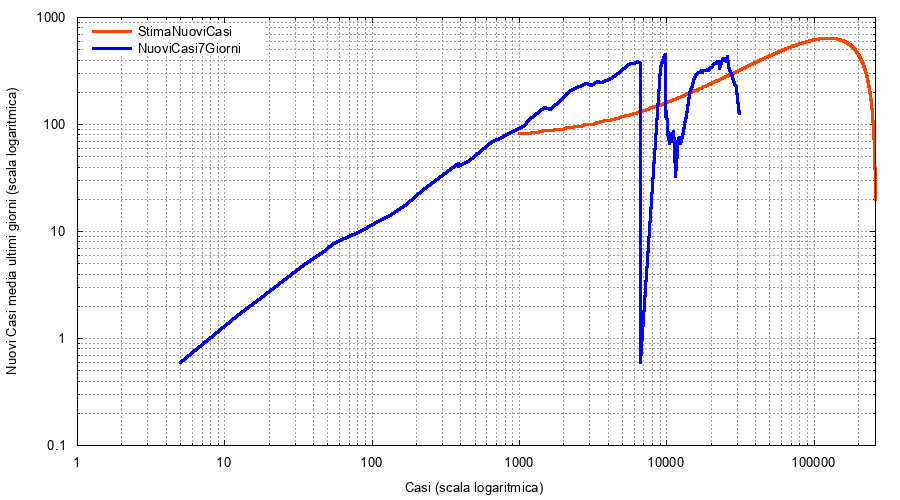 StimaNuoviCasi
NuoviCasi7Giorni
1000
100
10
1
0.1
Nuovi Casi media ultimi giorni (scala logaritmica)
1
10
100
1000
10000
100000
Casi (scala logaritmica)